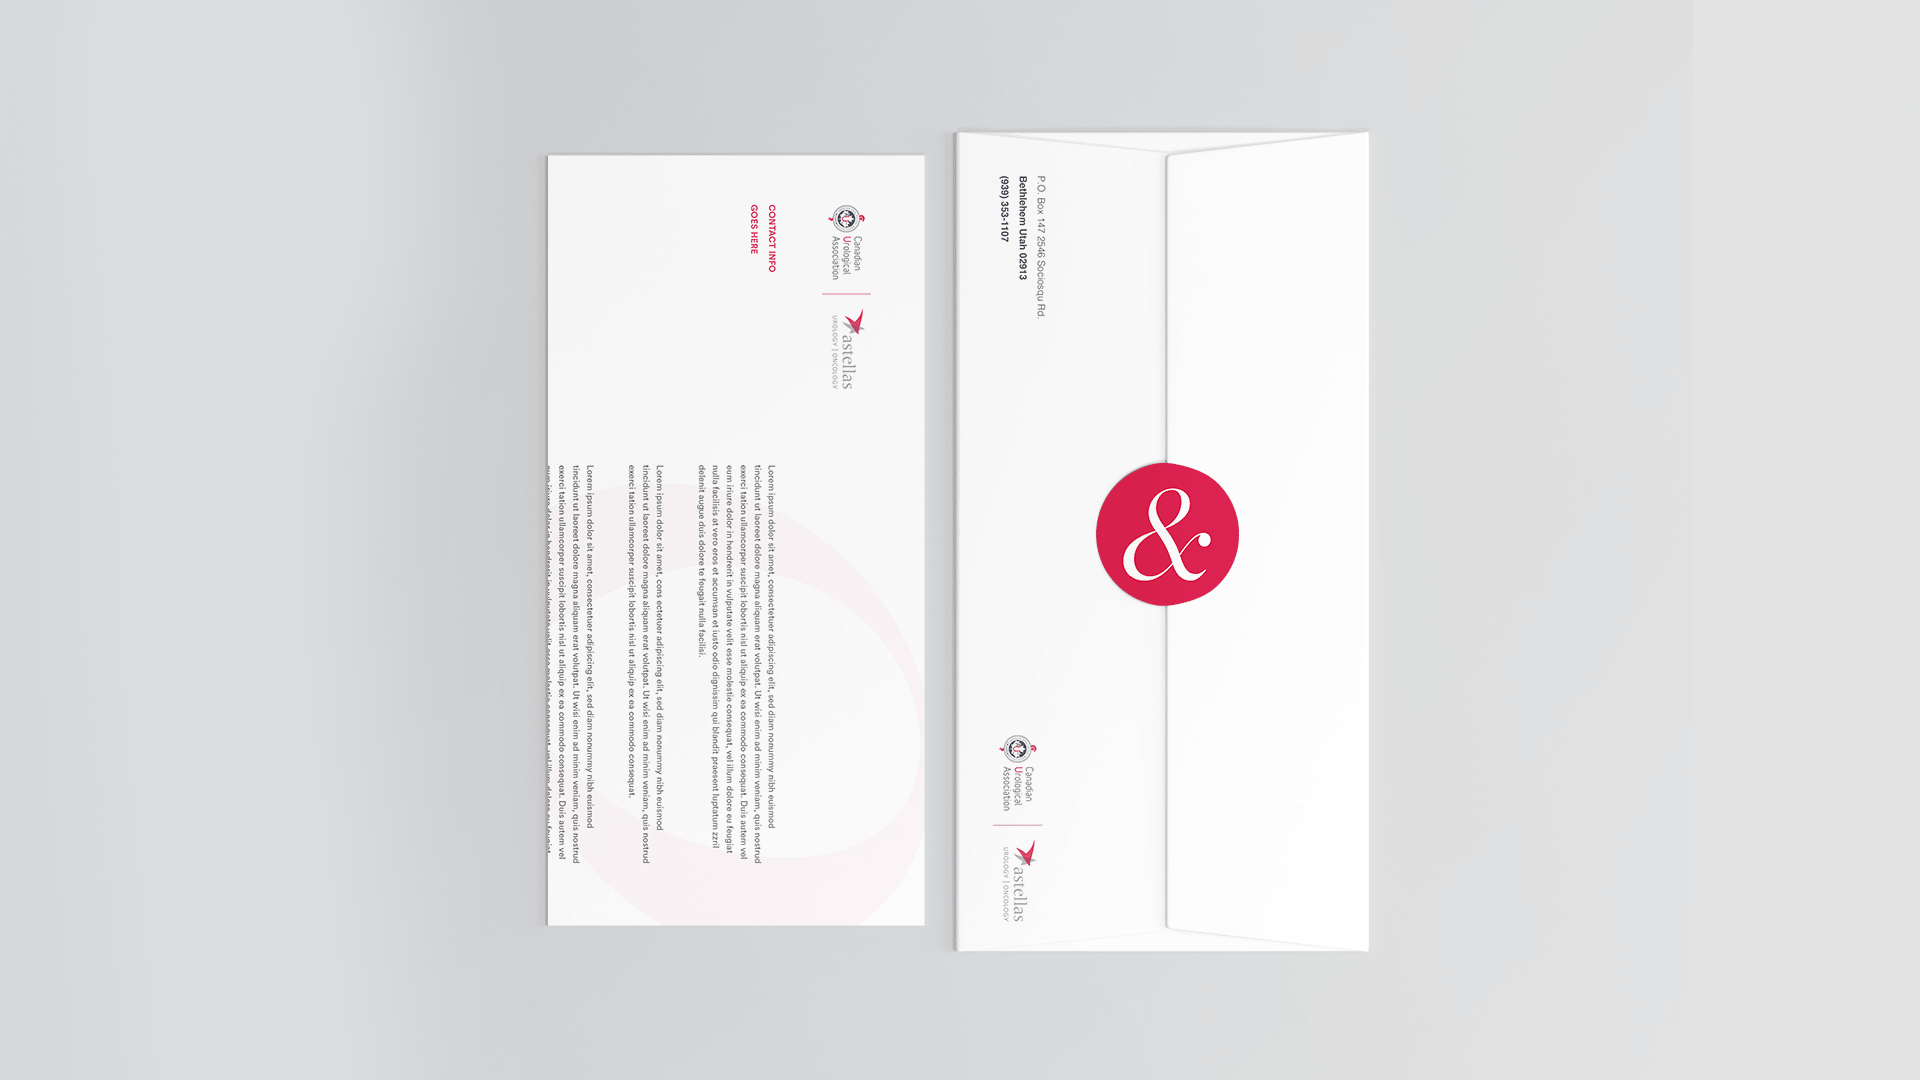 Canadian
Urological
Association
astellas
UROLOGY | ONCOLOGY
CONTACT INFO
GOES HERE
Lorem ipsum dolor sit amet, consectetuer adipiscing elit, sed diam nonummy nibh euismod
tincidunt ut laoreet dolore magna aliquam erat volutpat. Ut wisi enim ad minim veniam, quis nostrud
exerci tation ullamcorper suscipit lobortis nisl ut aliquip ex ea commodo consequat. Duis autem vel
eum iriure dolor in hendrerit in vulputate velit esse molestie consequat, vel illum dolore eu feugiat
nulla facilisis at vero eros et accumsan et iusto odio dignissim qui blandit praesent luptatum zzril
delenit augue duis dolore te feugait nulla facilisi.
Lorem ipsum dolor sit amet, cons ectetuer adipiscing elit, sed diam nonummy nibh euismod
tincidunt ut laoreet dolore magna aliquam erat volutpat. Ut wisi enim ad minim veniam, quis nostrud
exerci tation ullamcorper suscipit lobortis nisl ut aliquip ex ea commodo consequat.
Lorem ipsum dolor sit amet, consectetuer adipiscing elit, sed diam nonummy nibh euismod
tincidunt ut laoreet dolore magna aliquam erat volutpat. Ut wisi enim ad minim veniam, quis nostrud
exerci tation ullamcorper suscipit lobortis nisl ut aliquip ex ea commodo consequat. Duis autem vel
P.O. Box 147 2546 Sociosqu Rd.
Bethlehem Utah 02913
(939) 353-1107
&
Canadian
Urological
Association
astellas
UROLOGY | ONCOLOGY